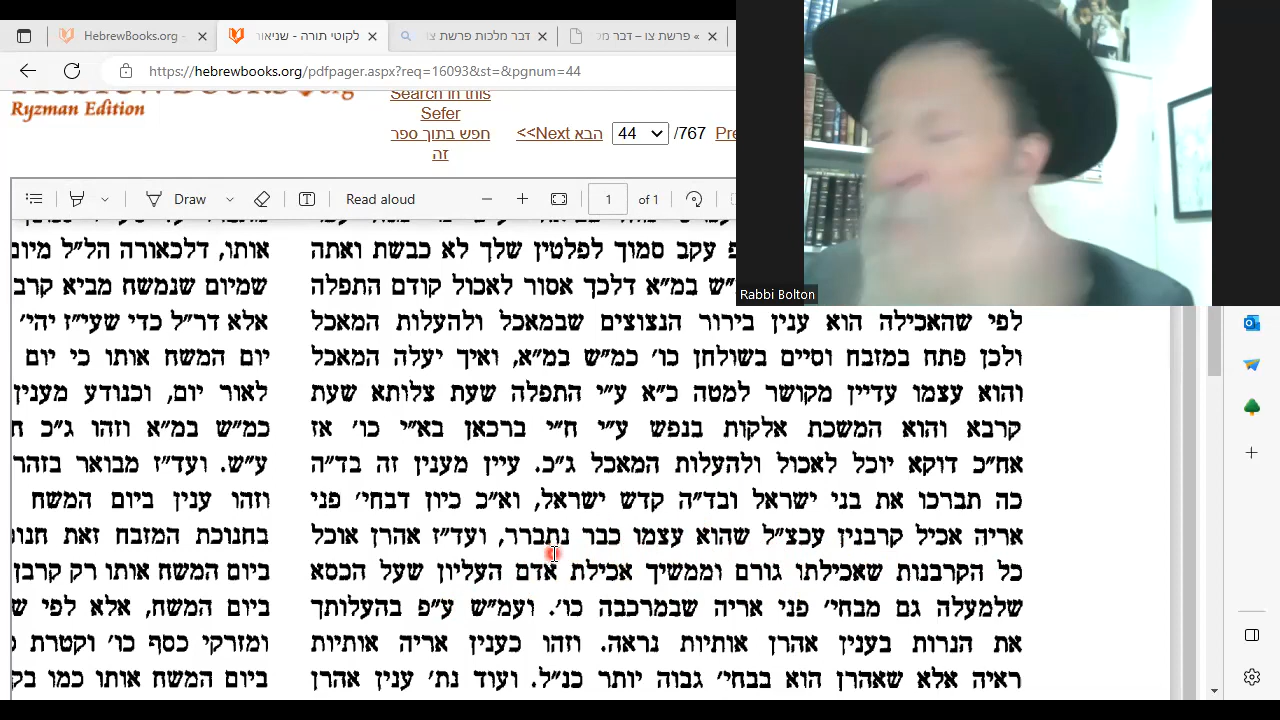 HebrewBooks.org -
לקוטי תורה - שניאור
דבר מלכות פרשת צו
» פרשת צו – דבר מל
https://hebrewbooks.org/pdfpager.aspx?req=16093&st=&pgnum=44
Ryzman Edition
Search in this
Sefer
חפש בתוך ספר
זה
<<Next הבא
44
/767
Draw
Read aloud
1
of 1
Rabbi Bolton
פ עקב סמוך לפלטין שלך לא כבשת ואתה
מ״ש במ״א דלכך אסור לאכול קודם התפלה
לפי שהאכילה הוא ענין בירור הנצוצים שבמאכל ולהעלות המאכל
ולכן פתח במזבח וסיים בשולחן כו׳ כמ״ש במ״א, ואיך יעלה המאכל
והוא עצמו עדיין מקושר למטה כ״א ע״י התפלה שעת צלותא שעת
קרבא והוא המשכת אלקות בנפש ע״י ח״י ברכאן בא״י כו׳ אז
אח״כ דוקא יוכל לאכול ולהעלות המאכל ג״כ. עיין מענין זה בד״ה
כה תברכו את בני ישראל ובד״ה קדש ישראל, וא״כ כיון דבחי׳ פני
אריה אכיל קרבנין עכצ״ל שהוא עצמו כבר נתברר, ועד״ז אהרן אוכל
כל הקרבנות שאכילתו גורם וממשיך אכילת אדם העליון שעל הכסא
שלמעלה גם מבחי׳ פני אריה שבמרכבה כו׳. ועמ״ש ע״פ בהעלותך
את הנרות בענין אהרן אותיות נראה. וזהו כענין אריה אותיות
ראיה אלא שאהרן הוא בבחי׳ גבוה יותר כנ״ל. ועוד נת׳ ענין אהרן
אותו, דלכאורה הל״ל מיום
שמיום שנמשח מביא קרב
אלא דר״ל כדי שעי״ז יהי׳
יום המשח אותו כי יום
לאור יום, וכנודע מענין
כמ״ש במ״א וזהו ג״כ
ע״ש. ועד״ז מבואר בזהר
וזהו ענין ביום המשח
בחנוכת המזבח זאת חנו
ביום המשח אותו רק קרבן
ביום המשח, אלא לפי ש
ומזרקי כסף כו׳ וקטרת
ביום המשח אותו כמו בק